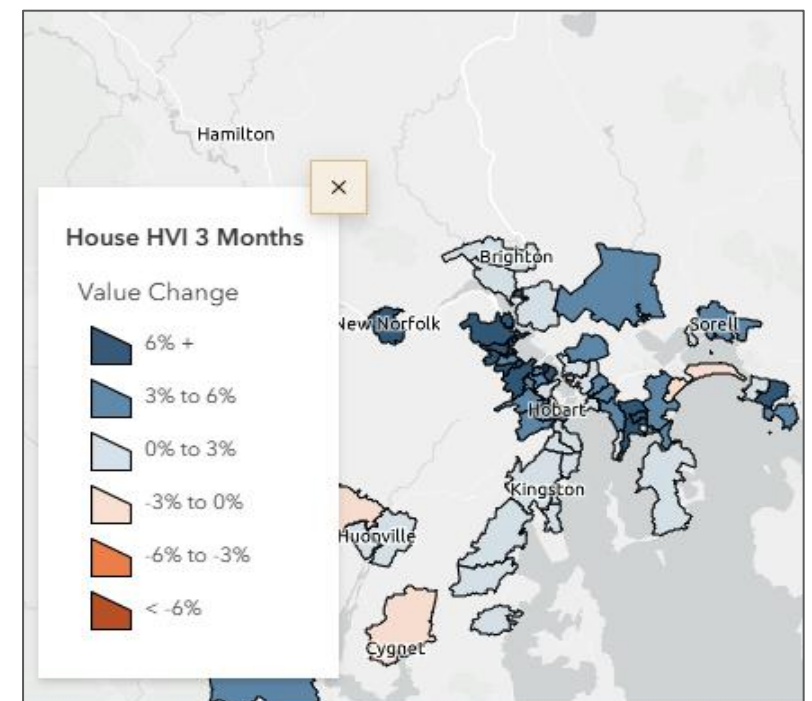 Hamilton
×
House HVI 3 Months
Value Change
6% +
3% to 6%
0% to 3%
-3% to 0%
-6% to -3%
< -6%
Brighton
New Norfolk
Sorell
Hobart
Kingston
Huonville
Cygnet